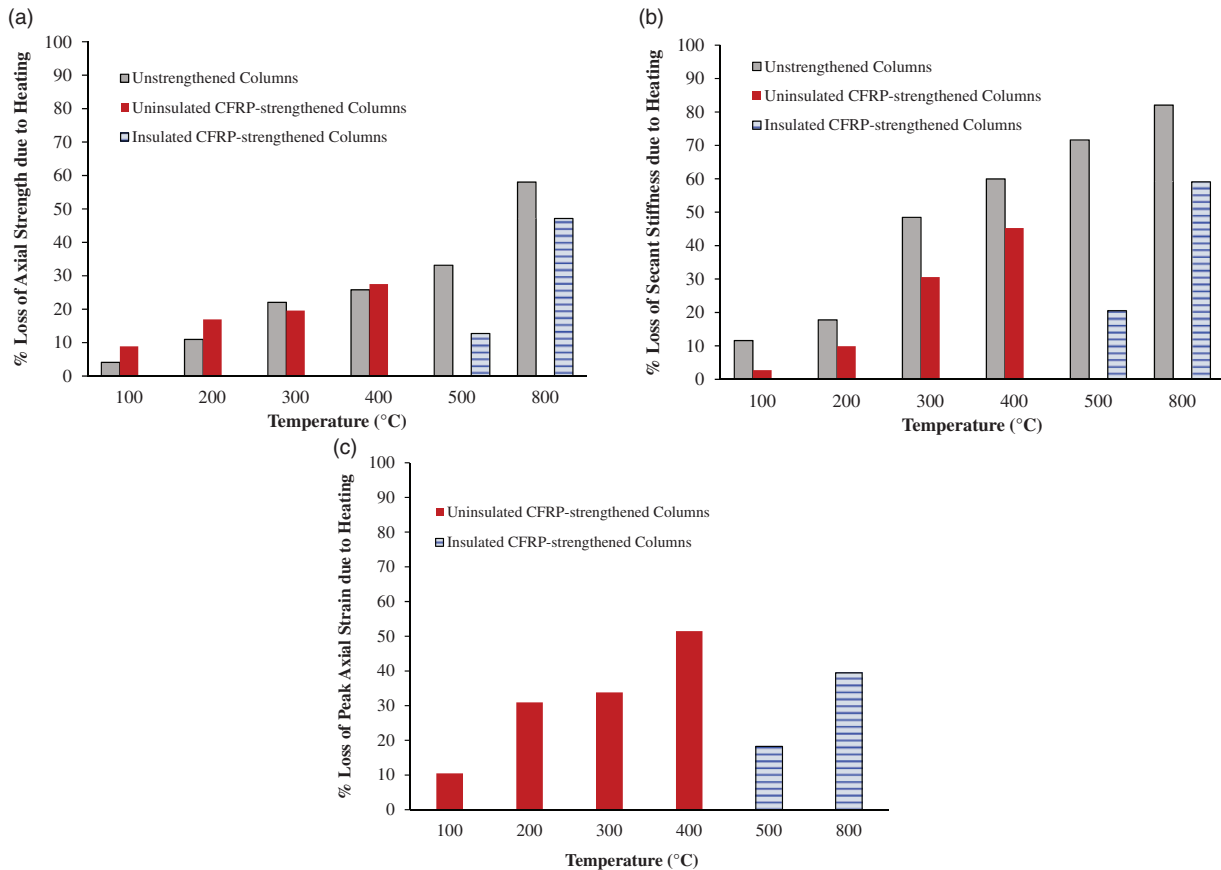 (a)
% Loss of Axial Strength due to Heating
100
90
80
70
60
50
40
30
20
10
0
Unstrengthened Columns
Uninsulated CFRP-strengthened Columns
Insulated CFRP-strengthened Columns
100 200 300 400 500 800
Temperature (°C)
(b)
% Loss of Secant Stiffness due to Heating
100
90
80
70
60
50
40
30
20
10
0
Unstrengthened Columns
Uninsulated CFRP-strengthened Columns
Insulated CFRP-strengthened Columns
100 200 300 400 500 800
Temperature (°C)
(c)
% Loss of Peak Axial Strain due to Heating
100
90
80
70
60
50
40
30
20
10
0
Uninsulated CFRP-strengthened Columns
Insulated CFRP-strengthened Columns
100 200 300 400 500 800
Temperature (°C)